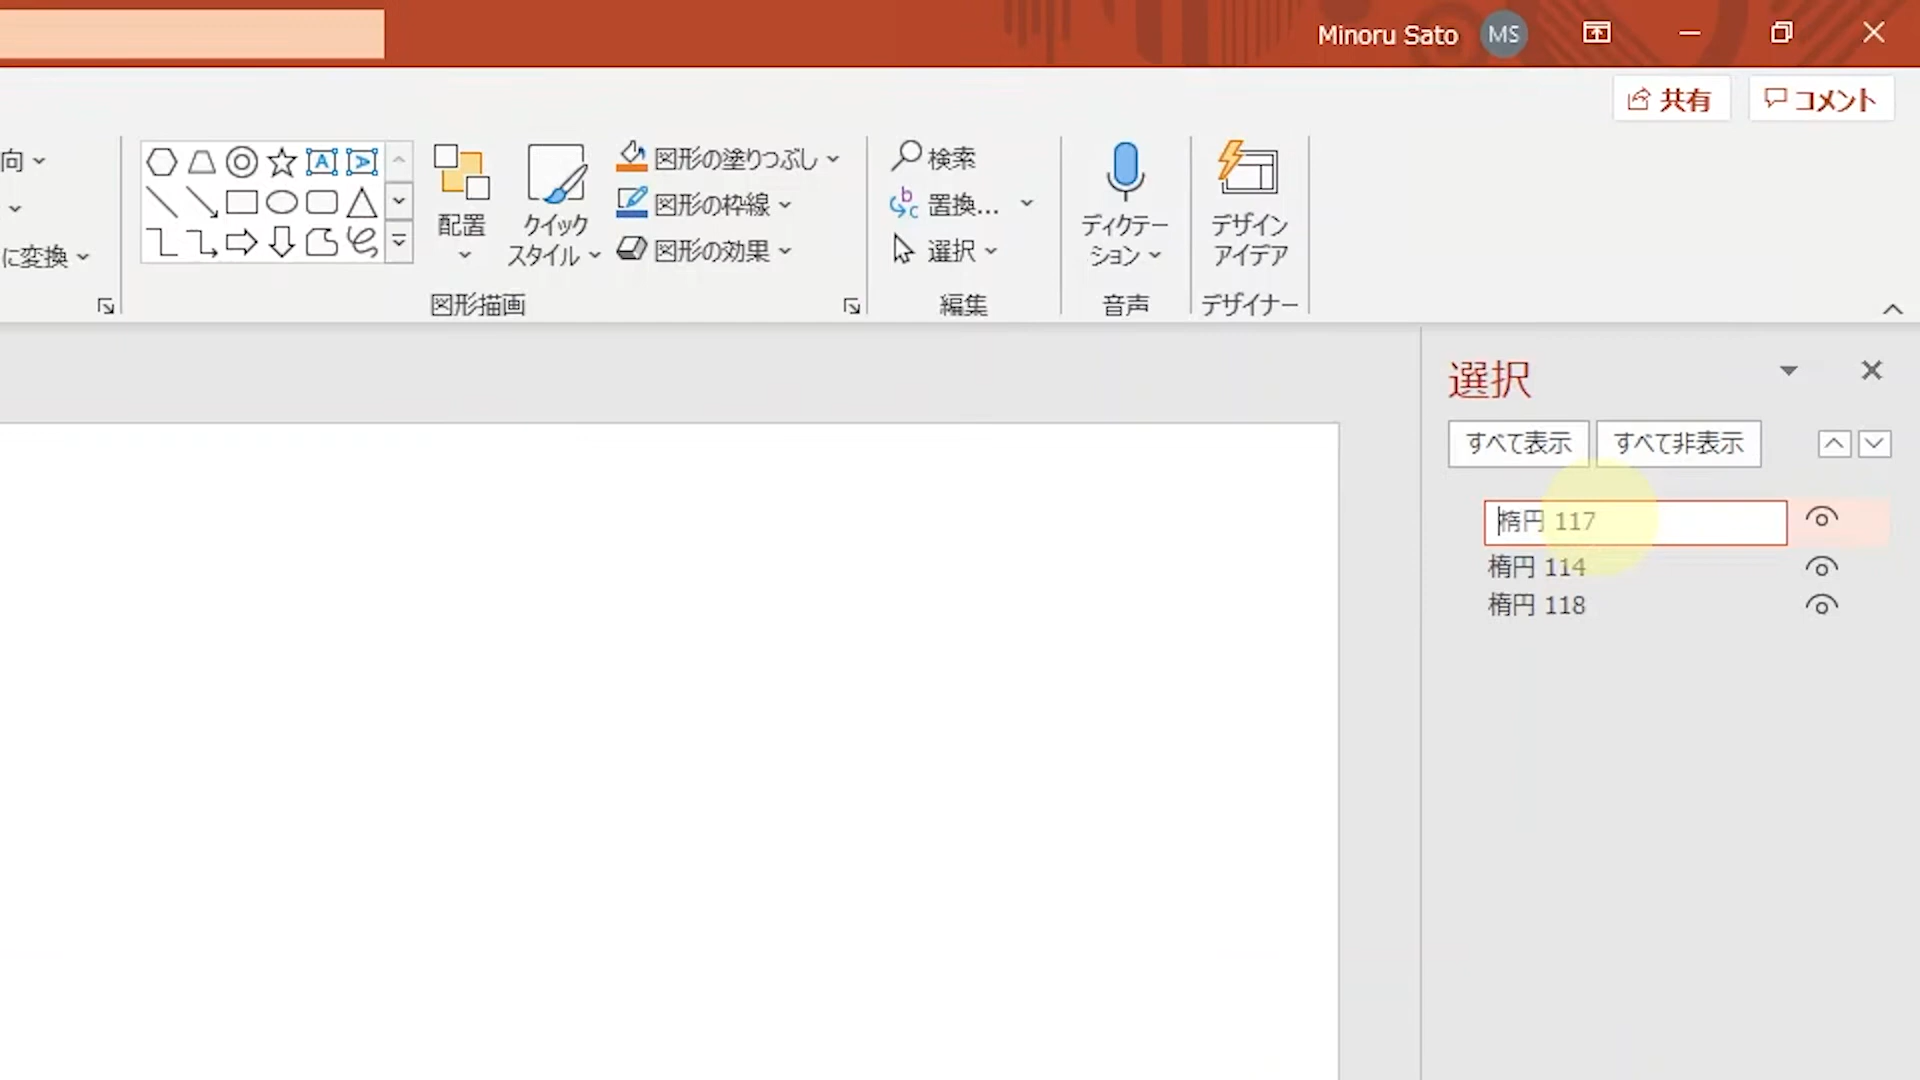 Minoru Sato MS
共有 コメント
向
に変換
配置
クイック
スタイル
図形の塗りつぶし
図形の枠線
図形の効果
図形描画
検索
置換...
選択
編集
ディクテー
ション
音声
デザイン
アイデア
デザイナー
選択
すべて表示 すべて非表示
楕円 117
楕円 114
楕円 118